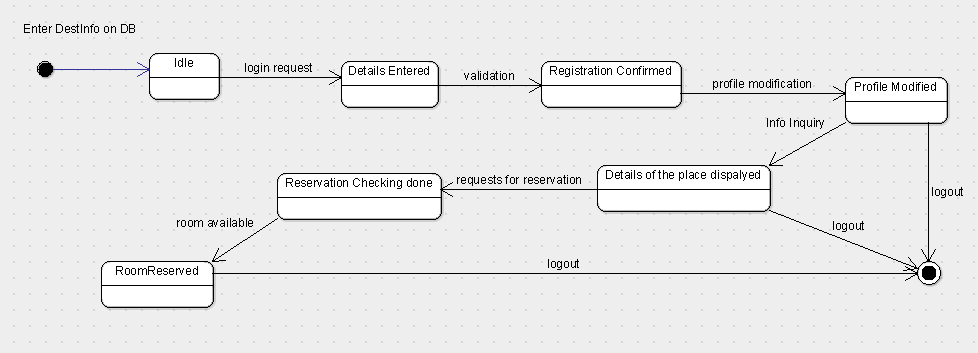 Enter DestInfo on DB
Idle
login request
Details Entered
validation
Registration Confirmed
profile modification
Profile Modified
Info Inquiry
logout
Details of the place dispalyed
requests for reservation
Reservation Checking done
logout
room available
RoomReserved
logout